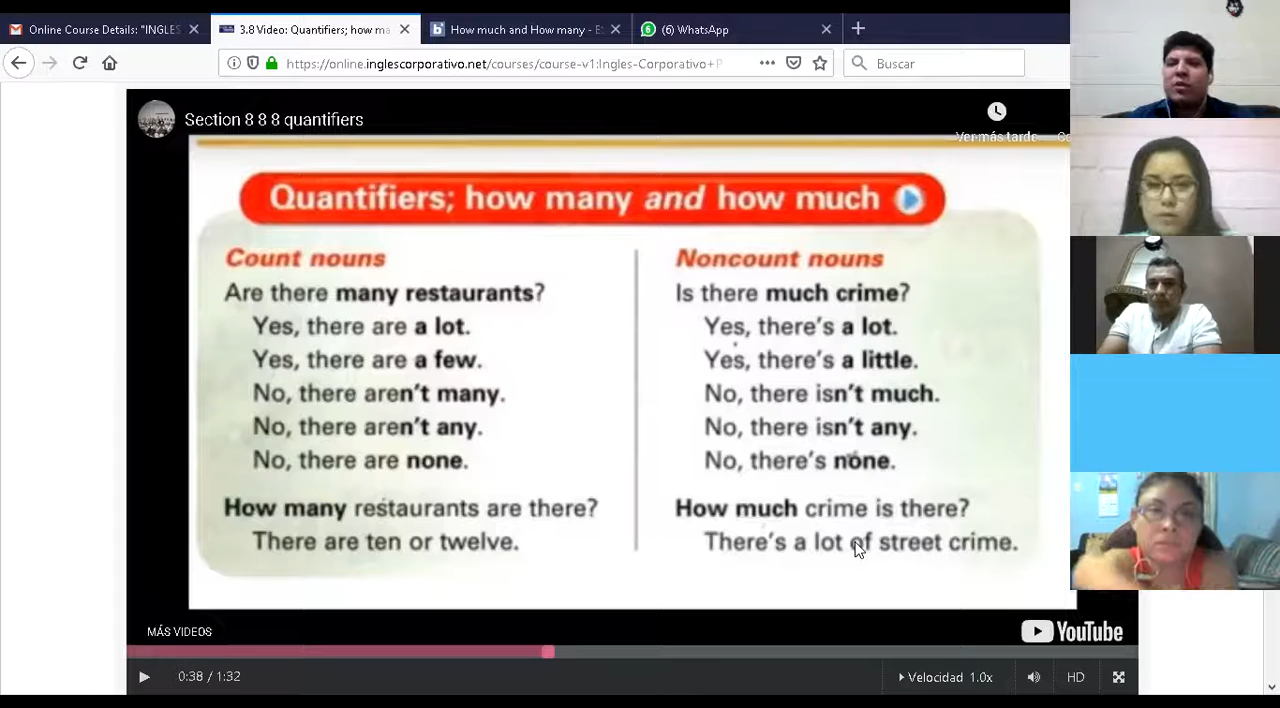 Online Course Details: "INGLES
3.8 Video: Quantifiers; how ma
How much and How many - E
(6) WhatsApp
https://online.inglescorporativo.net/courses/course-v1:Ingles-Corporativo+P
Buscar
Section 8 8 8 quantifiers
Ver más tarde
Quantifiers; how many and how much
Count nouns
Are there many restaurants?
Yes, there are a lot.
Yes, there are a few.
No, there aren't many.
No, there aren't any.
No, there are none.
How many restaurants are there?
There are ten or twelve.
Noncount nouns
Is there much crime?
Yes, there's a lot.
Yes, there's a little.
No, there isn't much.
No, there isn't any.
No, there's none.
How much crime is there?
There's a lot of street crime.
MÁS VIDEOS
YouTube
0:38 / 1:32
Velocidad 1.0x
HD